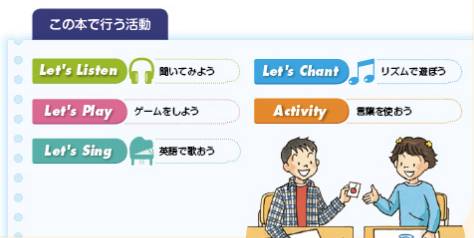 この本で行う活動
Let's Listen 聞いてみよう
Let's Chant リズムで遊ぼう
Let's Play ゲームをしよう
Activity 言葉を使おう
Let's Sing 英語で歌おう